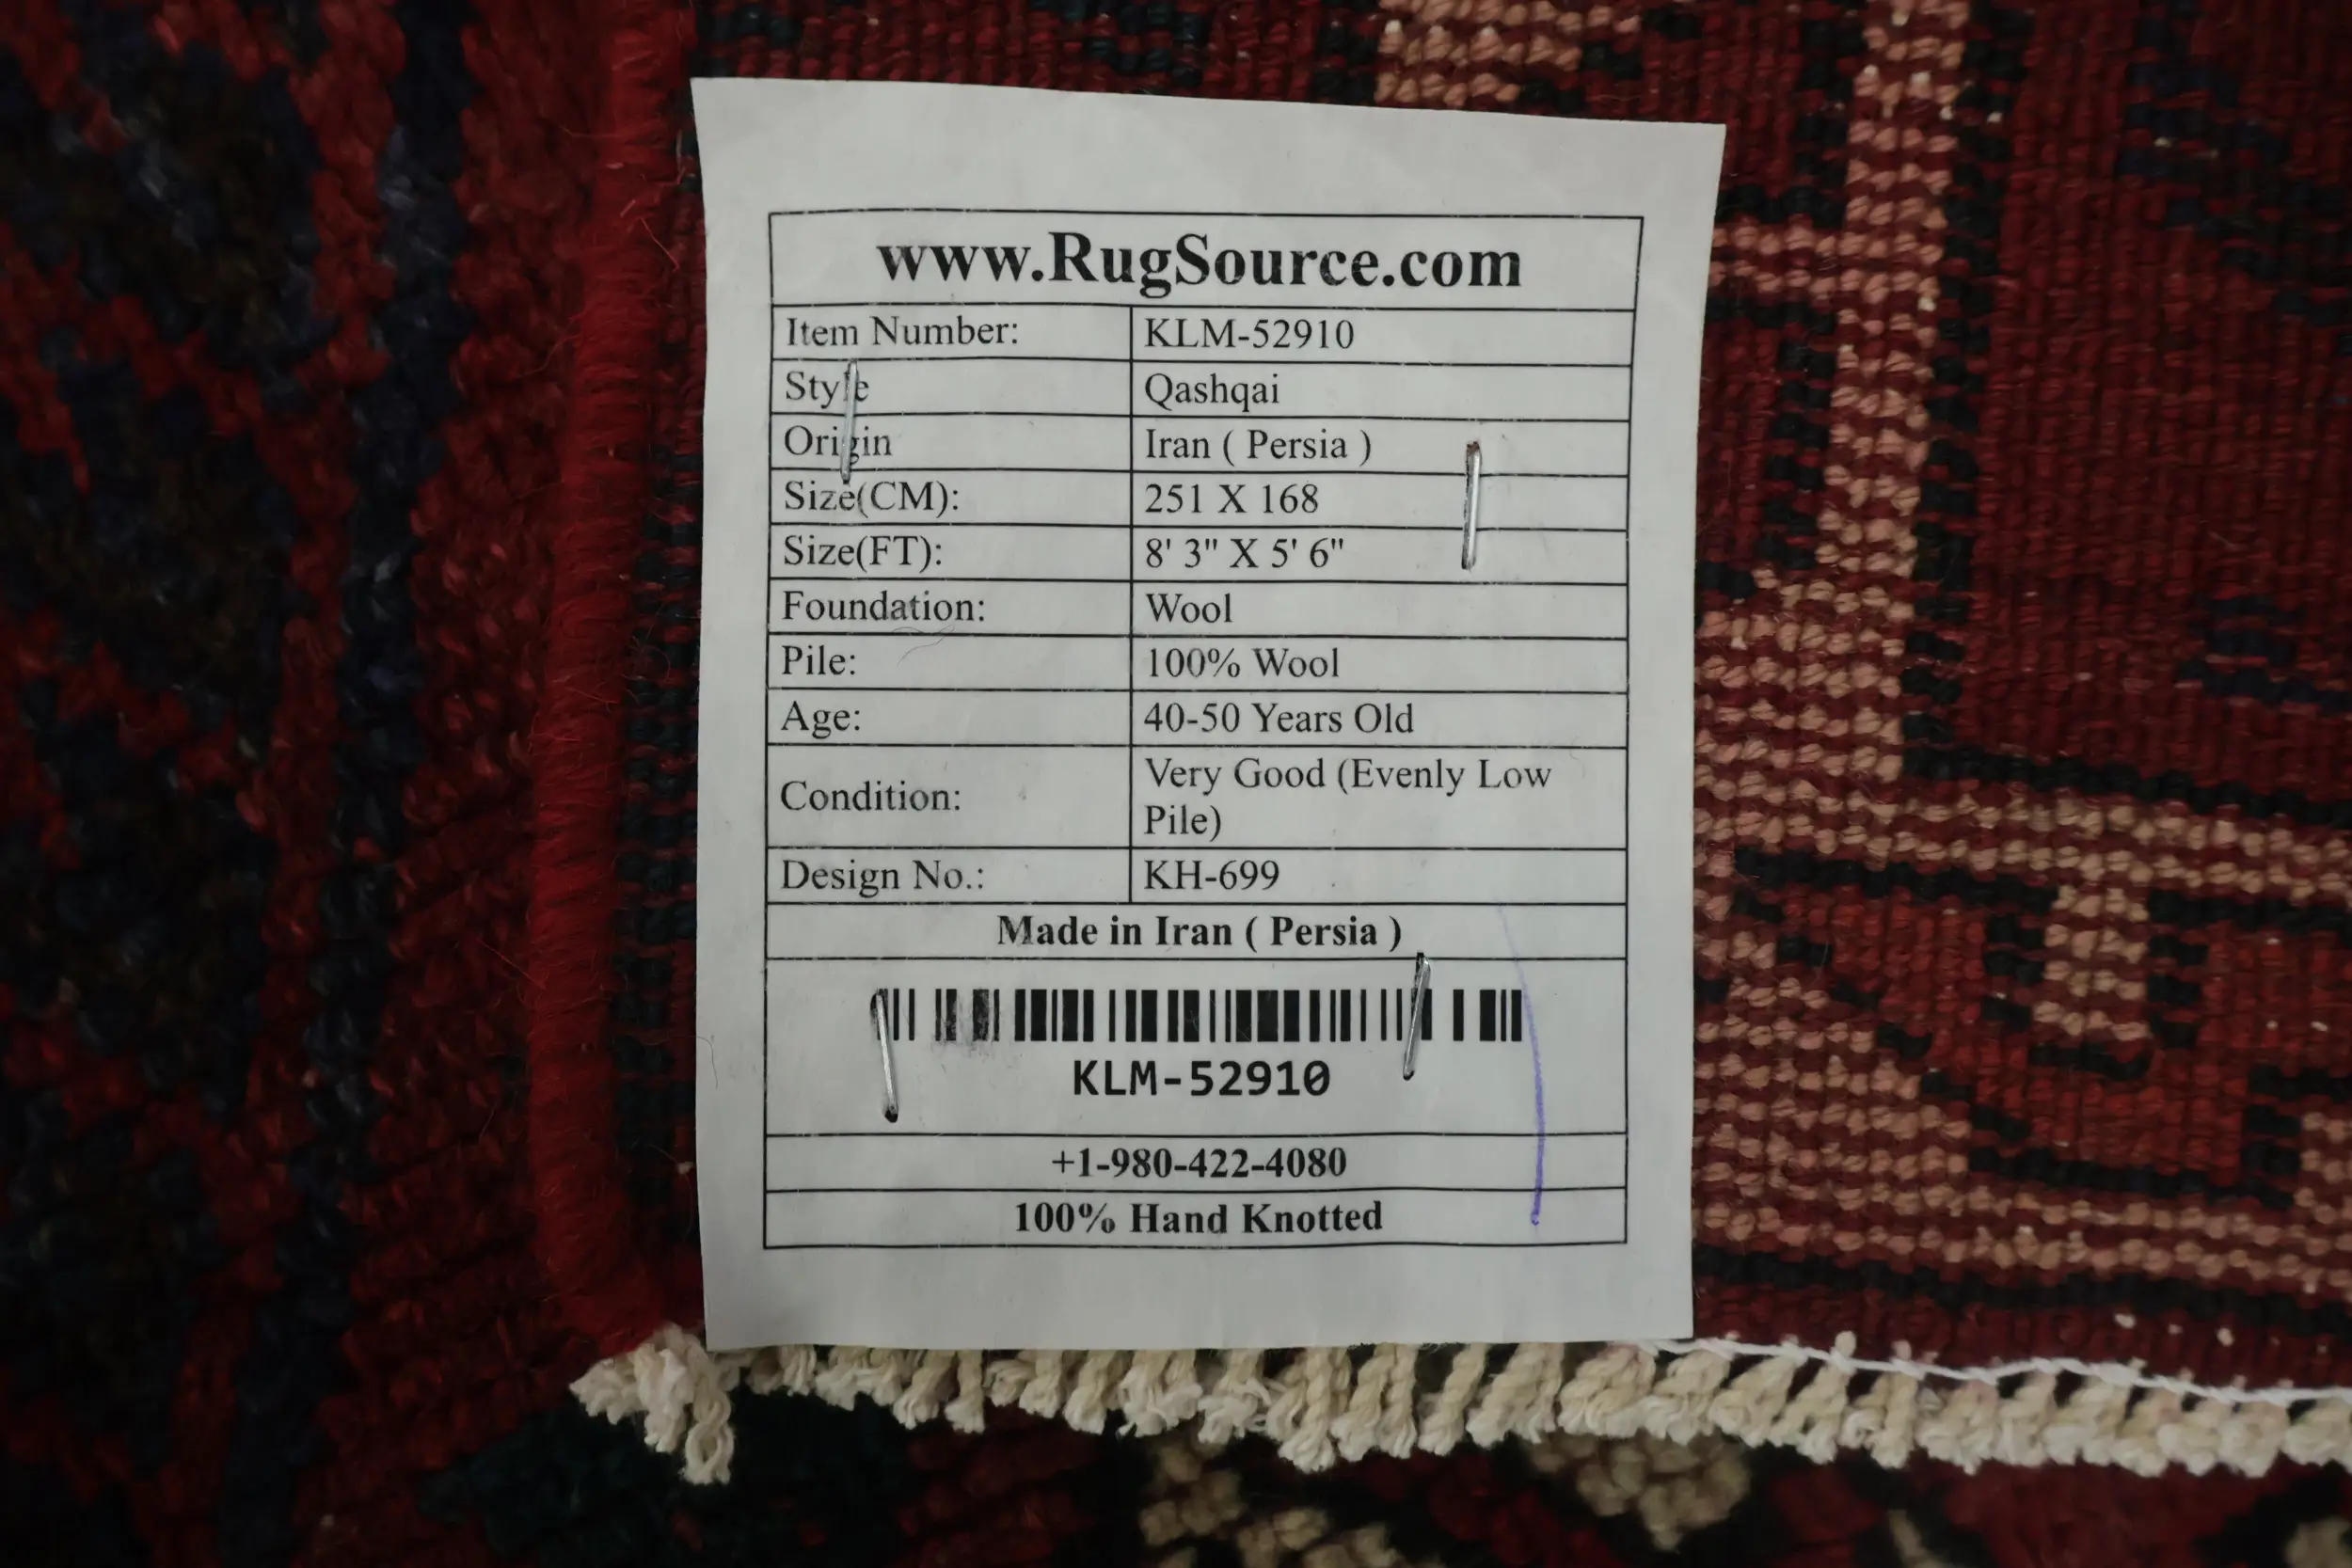 www.RugSource.com
Item Number: KLM-52910
Style Qashqai
Origin Iran ( Persia )
Size(CM): 251 X 168
Size(FT): 8' 3" X 5' 6"
Foundation: Wool
Pile: 100% Wool
Age: 40-50 Years Old
Condition: Very Good (Evenly Low
Pile)
Design No.: KH-699
Made in Iran ( Persia )
KLM-52910
+1-980-422-4080
100% Hand Knotted